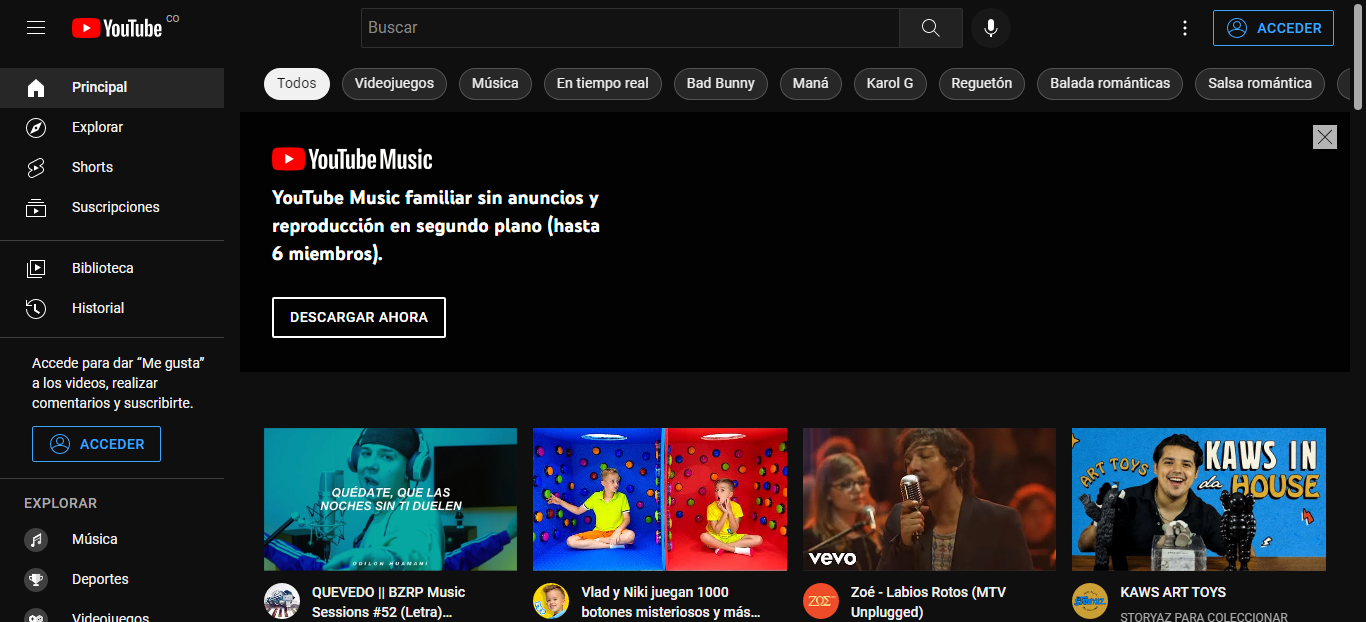 YouTube CO
Buscar
ACCEDER
Principal
Explorar
Shorts
Suscripciones
Biblioteca
Historial
Accede para dar “Me gusta”
a los videos, realizar
comentarios y suscribirte.
ACCEDER
EXPLORAR
Música
Deportes
Videojuegos
Todos
Videojuegos
Música
En tiempo real
Bad Bunny
Maná
Karol G
Reguetón
Balada románticas
Salsa romántica
YouTube Music
YouTube Music familiar sin anuncios y
reproducción en segundo plano (hasta
6 miembros).
DESCARGAR AHORA
QUÉDATE, QUE LAS
NOCHES SIN TI DUELEN
ODILON HUAMANI
QUEVEDO || BZRP Music
Sessions #52 (Letra)…
Vlad y Niki juegan 1000
botones misteriosos y más…
vevo
ZOÉ
Zoé - Labios Rotos (MTV
Unplugged)
ART TOYS
KAWS IN
da HOUSE
KAWS ART TOYS
STORYAZ PARA COLECCIONAR